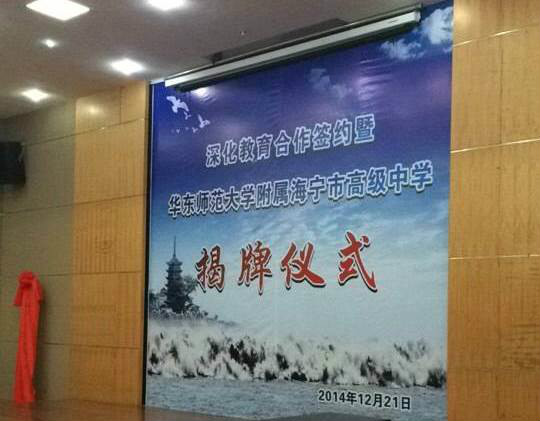 深化教育合作签约暨
华东师范大学附属海宁市高级中学
揭牌仪式
2014年12月21日